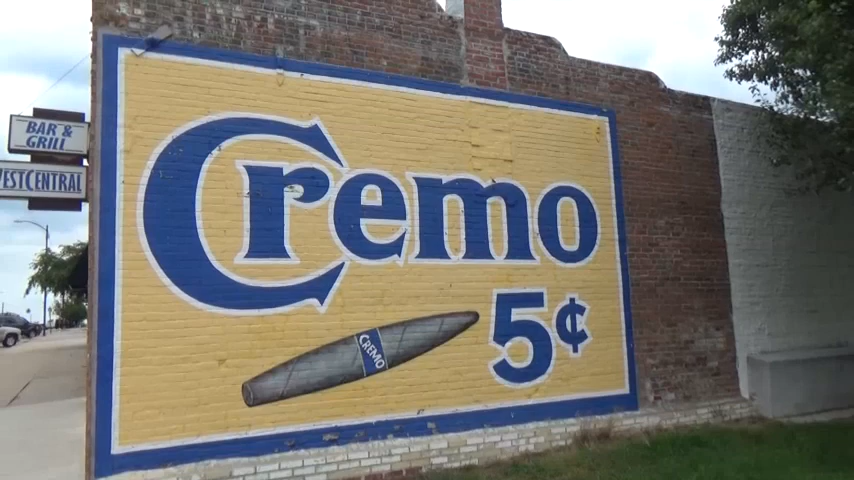 BAR &
GRILL
WESTCENTRAL
Cremo
5¢
CREMO